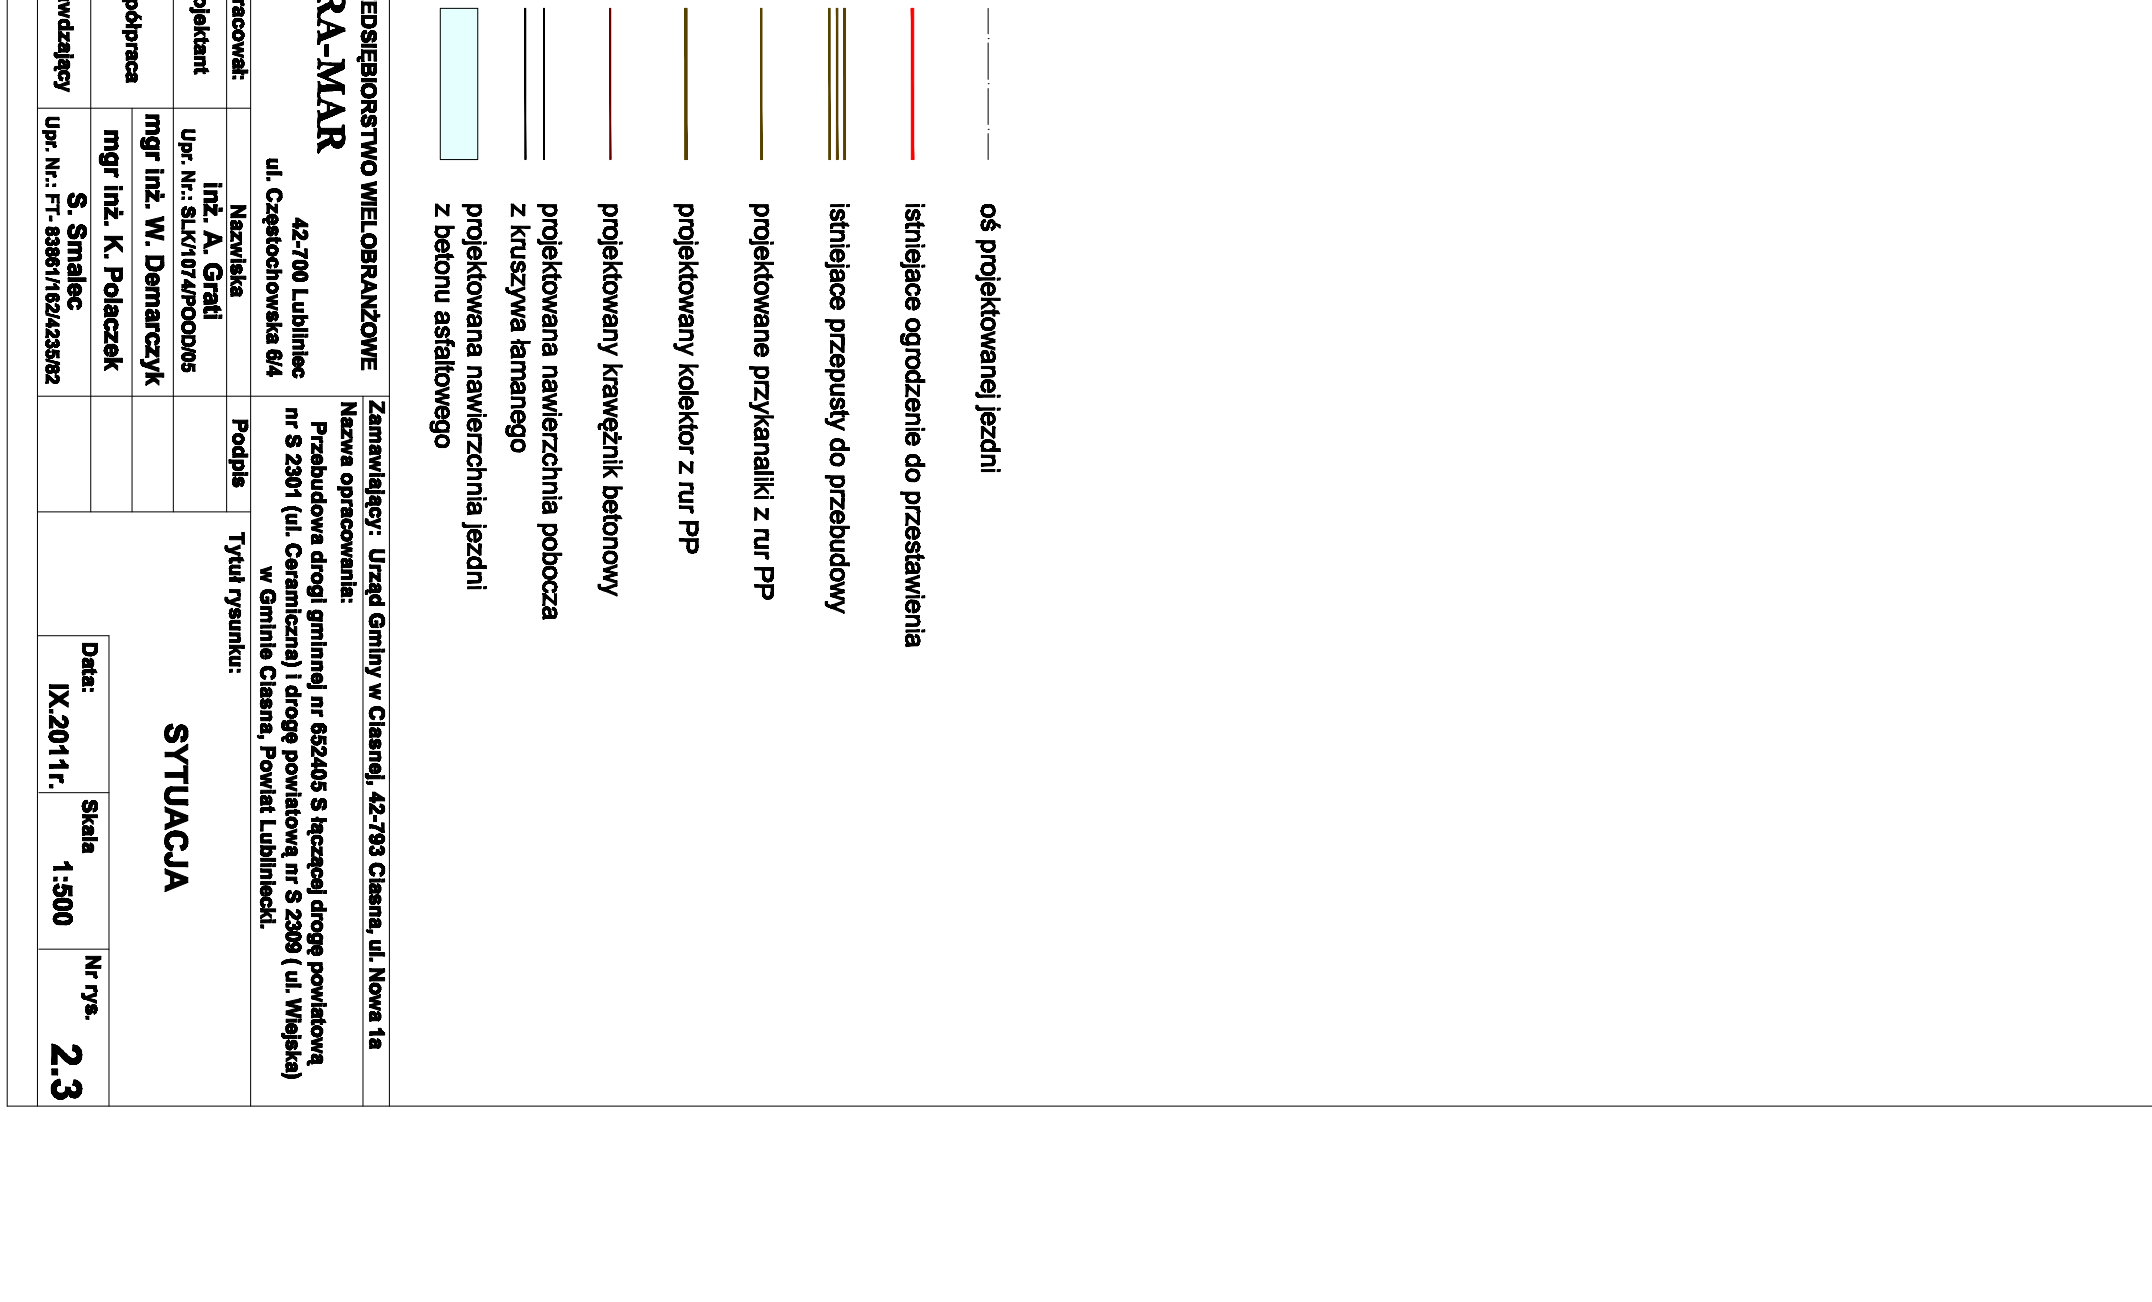 oś projektowanej jezdni
istniejace ogrodzenie do przestawienia
istniejace przepusty do przebudowy
projektowane przykanaliki z rur PP
projektowany kolektor z rur PP
projektowany krawężnik betonowy
projektowana nawierzchnia pobocza
z kruszywa łamanego
projektowana nawierzchnia jezdni
z betonu asfaltowego
EDSIĘBIORSTWO WIELOBRANŻOWE
RA-MAR
42-700 Lubliniec
ul. Częstochowska 6/4
Zamawiający: Urząd Gminy w Ciasnej, 42-793 Ciasna, ul. Nowa 1a
Nazwa opracowania:
Przebudowa drogi gminnej nr 652405 S łączącej drogę powiatową
nr S 2301 (ul. Ceramiczna) i drogę powiatową nr S 2309 ( ul. Wiejska)
w Gminie Ciasna, Powiat Lubliniecki.
racował: Nazwiska Podpis
Tytuł rysunku:
ojektant
inż. A. Grati
Upr. Nr.: SLK/1074/POOD/05
półpraca
mgr inż. W. Demarczyk
mgr inż. K. Polaczek
SYTUACJA
wdzający
S. Smalec
Upr. Nr.: FT- 83861/162/4235/82
Data:
IX.2011r.
Skala
1:500
Nr rys.
2.3